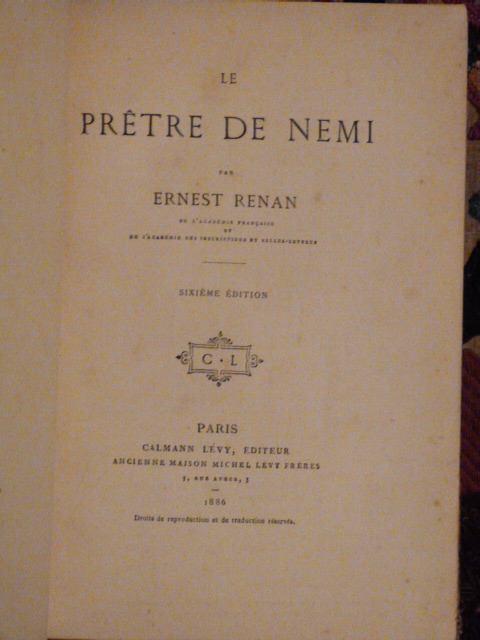 LE
PRÊTRE DE NEMI
PAR
ERNEST RENAN
DE L'ACADÉMIE FRANÇAISE
ET
DE L'ACADÉMIE DES INSCRIPTIONS ET BELLES-LETTRES
SIXIÈME ÉDITION
C · L
PARIS
CALMANN LÉVY, ÉDITEUR
ANCIENNE MAISON MICHEL LÉVY FRÈRES
3, RUE AUBER, 3
1886
Droits de reproduction et de traduction réservés.